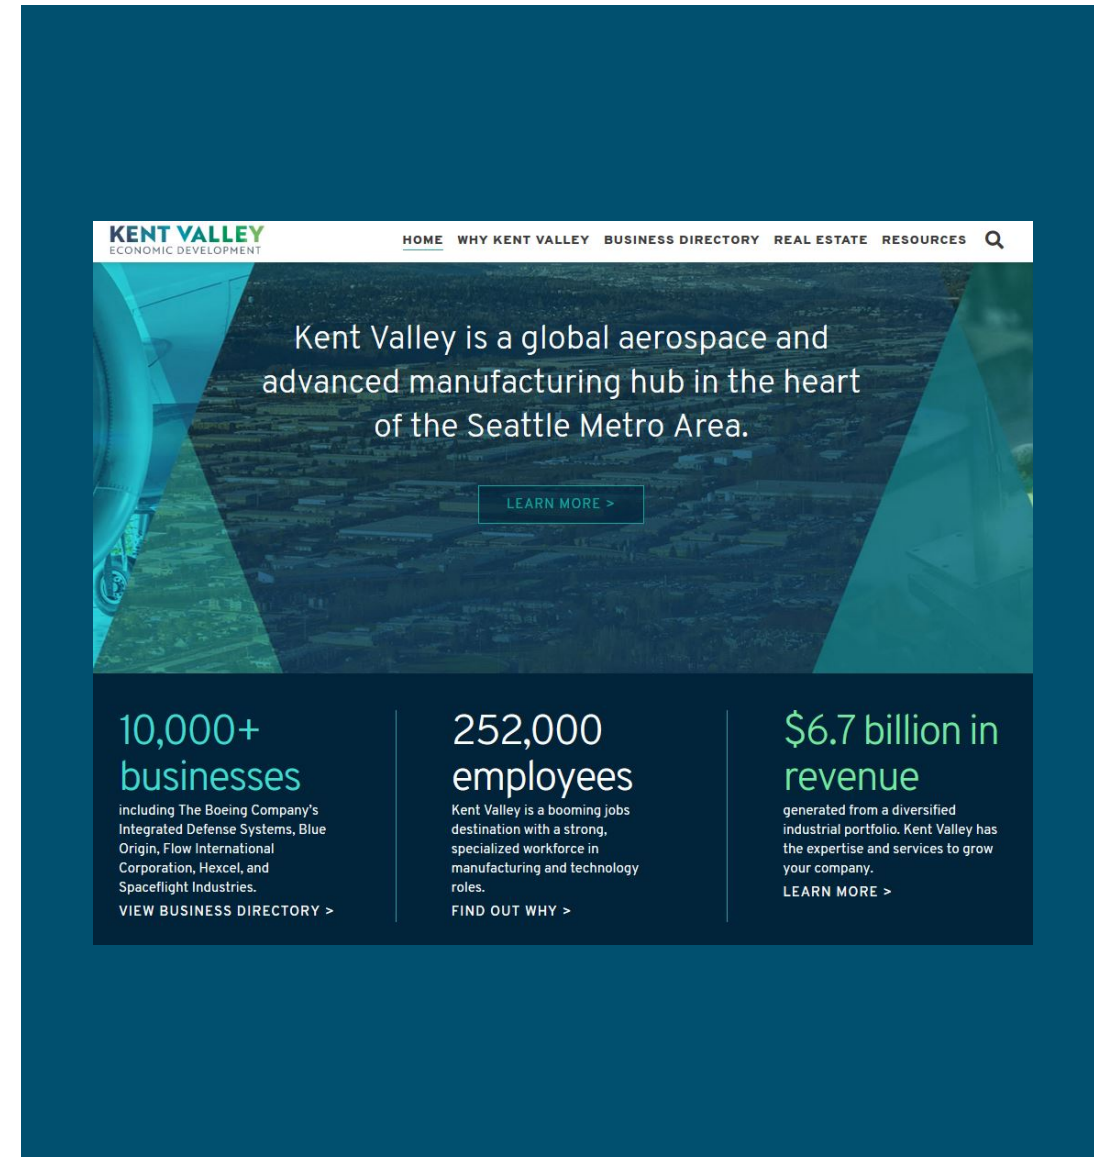 KENT VALLEY
ECONOMIC DEVELOPMENT
HOME WHY KENT VALLEY BUSINESS DIRECTORY REAL ESTATE RESOURCES
Kent Valley is a global aerospace and
advanced manufacturing hub in the heart
of the Seattle Metro Area.
LEARN MORE >
10,000+
businesses
including The Boeing Company's
Integrated Defense Systems, Blue
Origin, Flow International
Corporation, Hexcel, and
Spaceflight Industries.
VIEW BUSINESS DIRECTORY >
252,000
employees
Kent Valley is a booming jobs
destination with a strong,
specialized workforce in
manufacturing and technology
roles.
FIND OUT WHY >
$6.7 billion in
revenue
generated from a diversified
industrial portfolio. Kent Valley has
the expertise and services to grow
your company.
LEARN MORE >